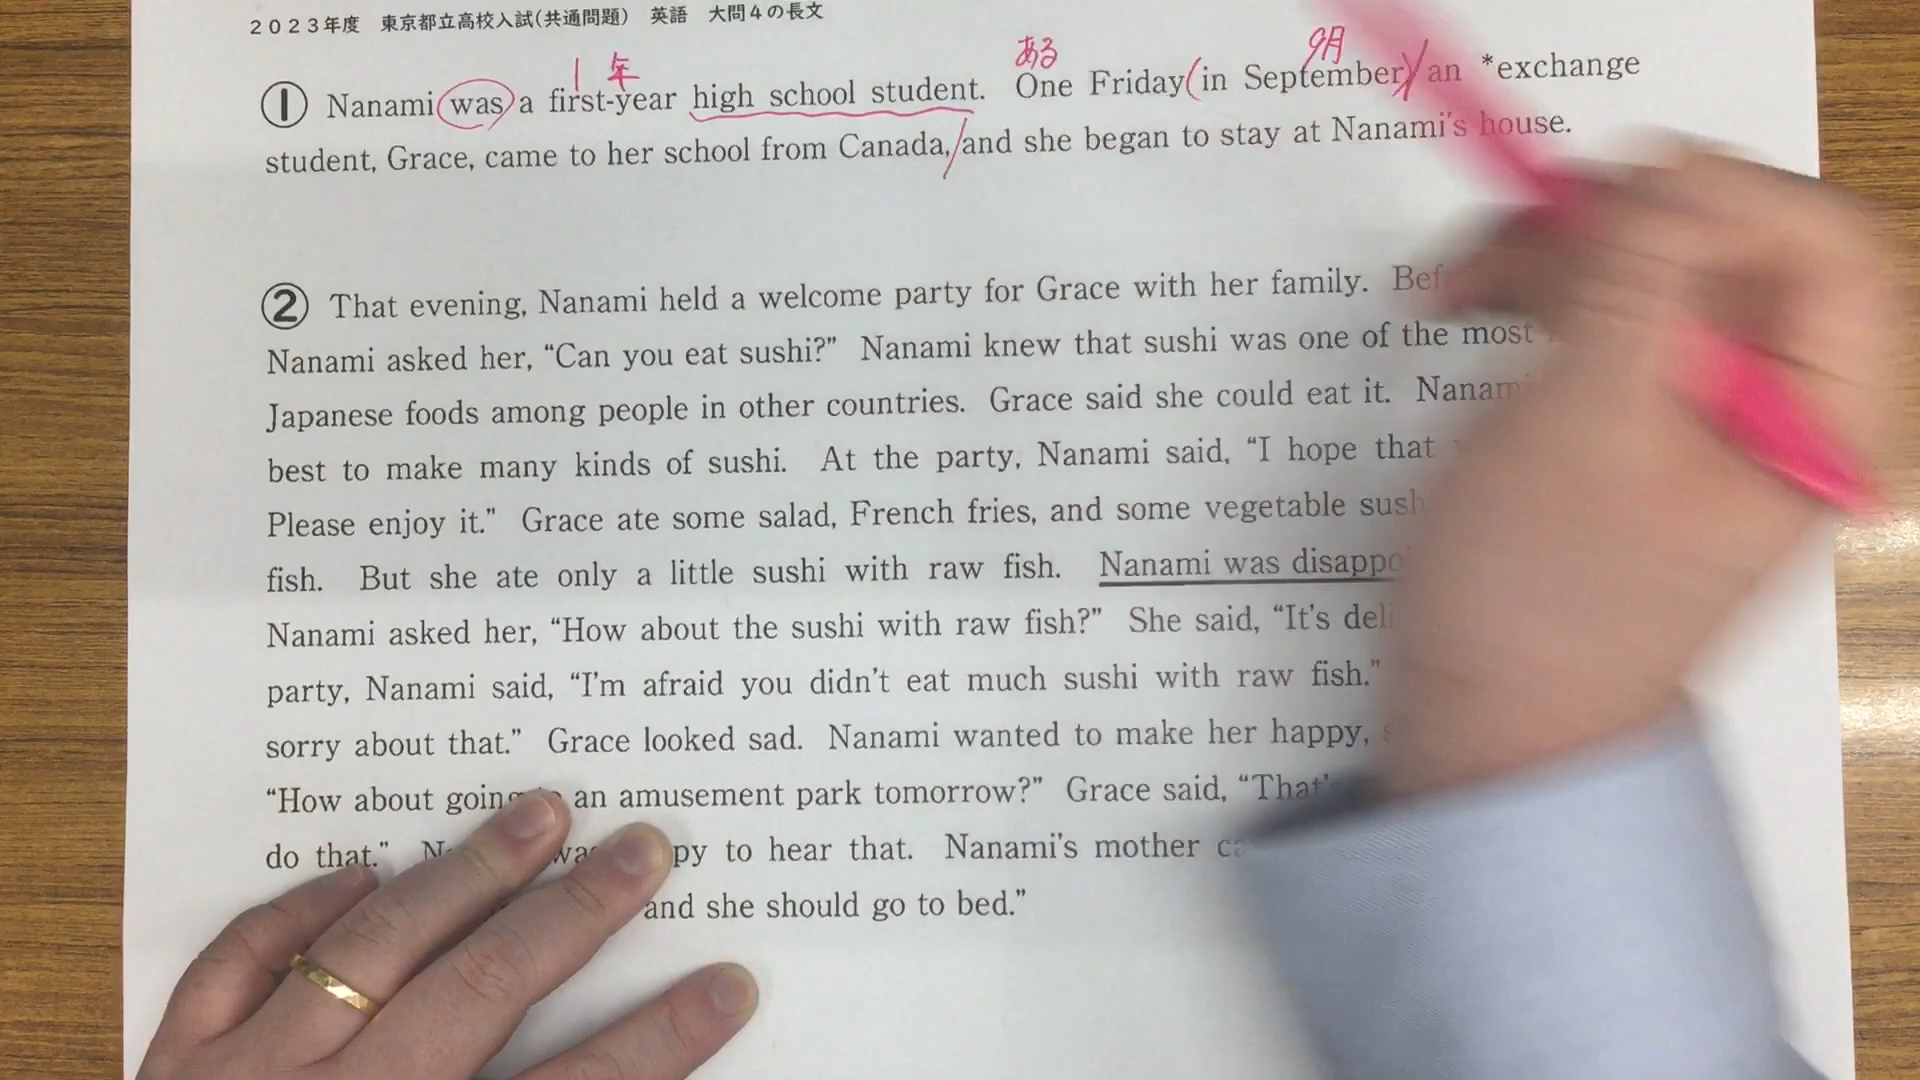 2023年度 東京都立高校入試(共通問題) 英語 大問4の長文
1 年 ある 9月
① Nanami was a first-year high school student. One Friday (in September) / an *exchange
student, Grace, came to her school from Canada, / and she began to stay at Nanami's house.
② That evening, Nanami held a welcome party for Grace with her family. Bef
Nanami asked her, “Can you eat sushi?” Nanami knew that sushi was one of the most
Japanese foods among people in other countries. Grace said she could eat it. Nanami
best to make many kinds of sushi. At the party, Nanami said, “I hope that
Please enjoy it.” Grace ate some salad, French fries, and some vegetable sush
fish. But she ate only a little sushi with raw fish. Nanami was disappo
Nanami asked her, “How about the sushi with raw fish?” She said, “It's deli
party, Nanami said, “I'm afraid you didn't eat much sushi with raw fish.”
sorry about that.” Grace looked sad. Nanami wanted to make her happy,
“How about going an amusement park tomorrow?” Grace said, “That's
do that.” N wa py to hear that. Nanami's mother ca
and she should go to bed.”